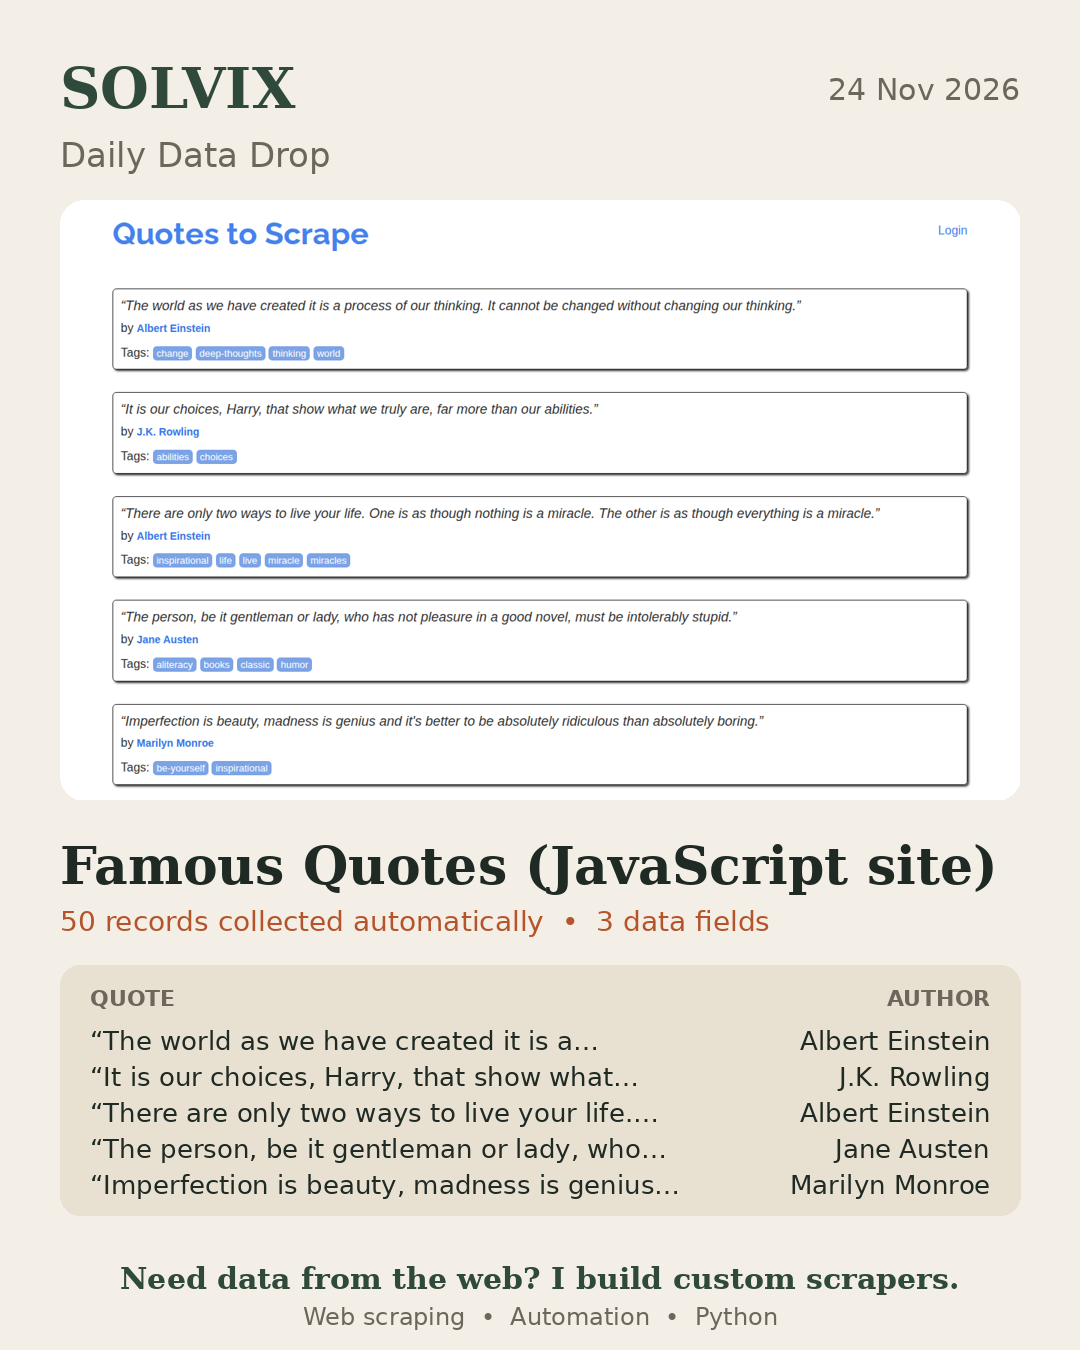 SOLVIX
24 Nov 2026
Daily Data Drop
Quotes to Scrape
Login
“The world as we have created it is a process of our thinking. It cannot be changed without changing our thinking.”
by Albert Einstein
Tags: change deep-thoughts thinking world
“It is our choices, Harry, that show what we truly are, far more than our abilities.”
by J.K. Rowling
Tags: abilities choices
“There are only two ways to live your life. One is as though nothing is a miracle. The other is as though everything is a miracle.”
by Albert Einstein
Tags: inspirational life live miracle miracles
“The person, be it gentleman or lady, who has not pleasure in a good novel, must be intolerably stupid.”
by Jane Austen
Tags: aliteracy books classic humor
“Imperfection is beauty, madness is genius and it's better to be absolutely ridiculous than absolutely boring.”
by Marilyn Monroe
Tags: be-yourself inspirational
Famous Quotes (JavaScript site)
50 records collected automatically • 3 data fields
QUOTE AUTHOR
“The world as we have created it is a… Albert Einstein
“It is our choices, Harry, that show what… J.K. Rowling
“There are only two ways to live your life.… Albert Einstein
“The person, be it gentleman or lady, who… Jane Austen
“Imperfection is beauty, madness is genius… Marilyn Monroe
Need data from the web? I build custom scrapers.
Web scraping • Automation • Python